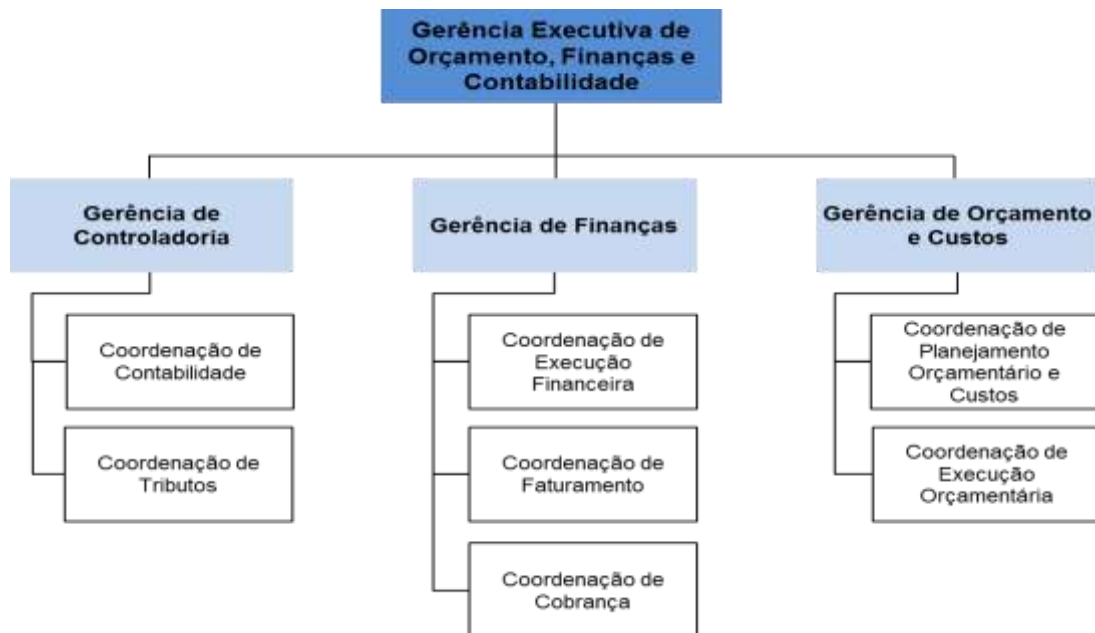 Gerência Executiva de
Orçamento, Finanças e
Contabilidade
Gerência de
Controladoria
Gerência de Finanças
Gerência de Orçamento
e Custos
Coordenação de
Contabilidade
Coordenação de
Tributos
Coordenação de
Execução
Financeira
Coordenação de
Faturamento
Coordenação de
Cobrança
Coordenação de
Planejamento
Orçamentário e
Custos
Coordenação de
Execução
Orçamentária